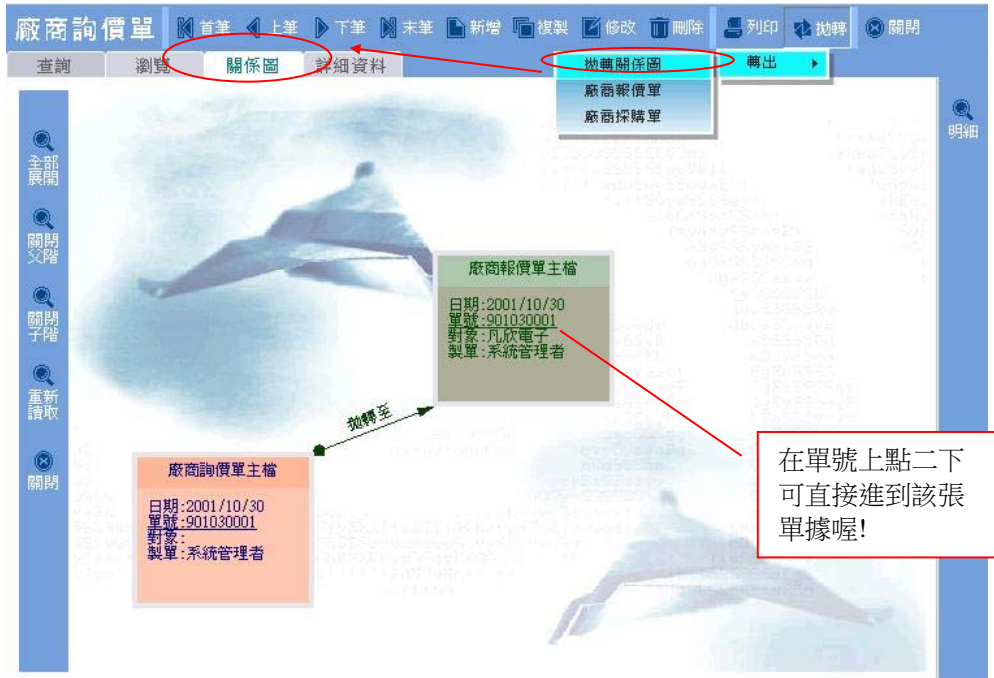 廠商詢價單 首筆 上筆 下筆 末筆 新增 複製 修改 刪除 列印 拋轉 關閉
查詢 瀏覽 關係圖 詳細資料
拋轉關係圖
廠商報價單
廠商採購單
轉出
明細
全部
展開
關閉
父階
關閉
子階
重新
讀取
關閉
廠商報價單主檔
日期:2001/10/30
單號:901030001
對象:凡欣電子
製單:系統管理者
拋轉至
廠商詢價單主檔
日期:2001/10/30
單號:901030001
對象:
製單:系統管理者
在單號上點二下
可直接進到該張
單據喔!